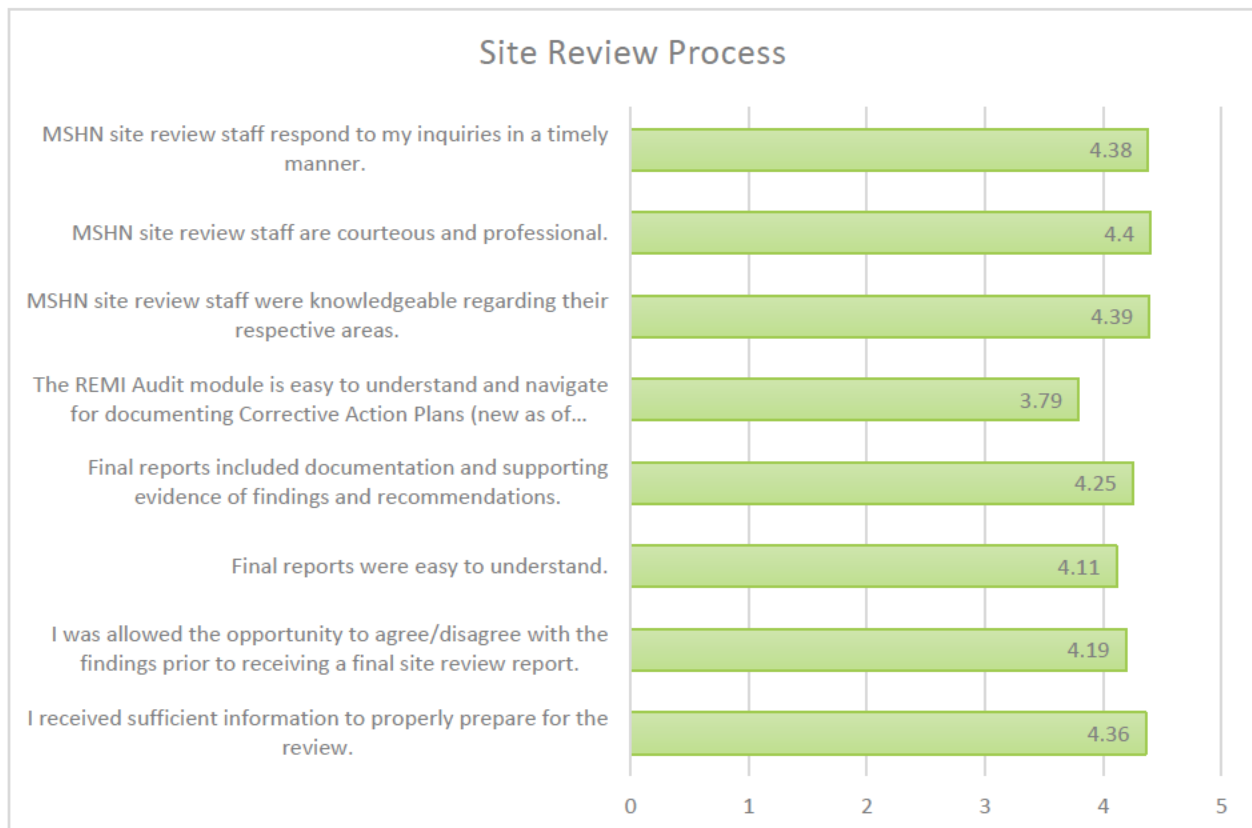 Site Review Process
MSHN site review staff respond to my inquiries in a timely
manner.
4.38
MSHN site review staff are courteous and professional.
4.4
MSHN site review staff were knowledgeable regarding their
respective areas.
4.39
The REMI Audit module is easy to understand and navigate
for documenting Corrective Action Plans (new as of...
3.79
Final reports included documentation and supporting
evidence of findings and recommendations.
4.25
Final reports were easy to understand.
4.11
I was allowed the opportunity to agree/disagree with the
findings prior to receiving a final site review report.
4.19
I received sufficient information to properly prepare for the
review.
4.36
0 1 2 3 4 5